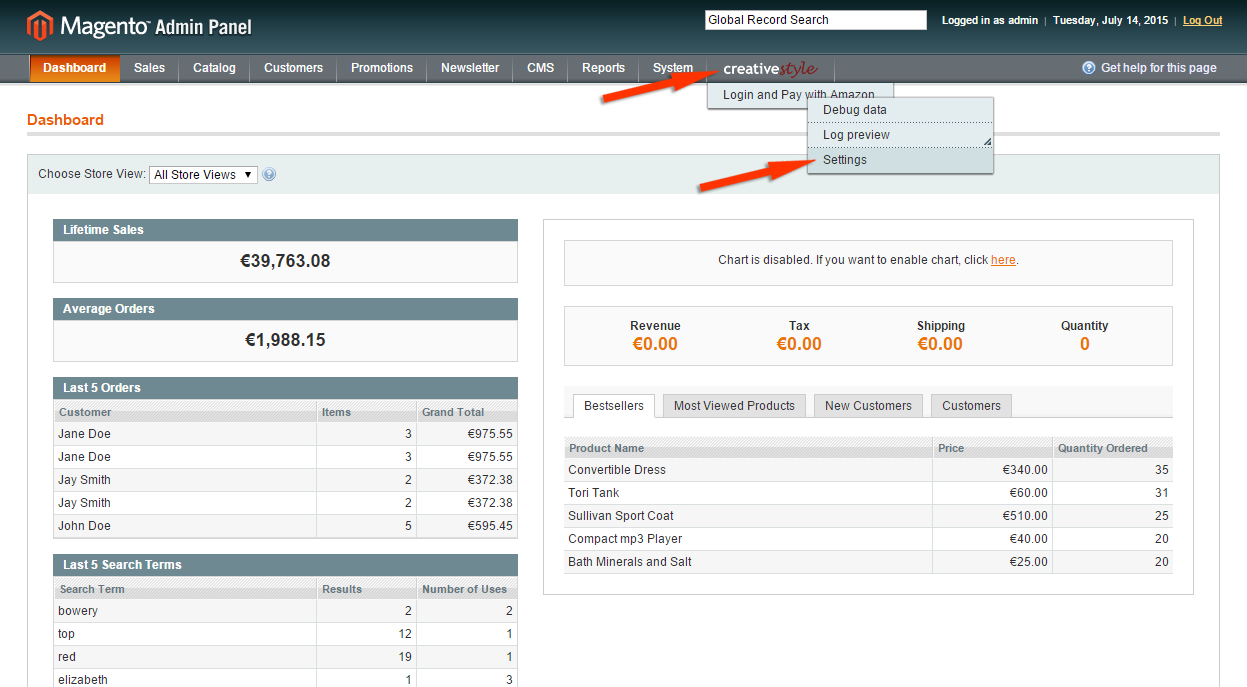 Magento™ Admin Panel
Global Record Search
Logged in as admin | Tuesday, July 14, 2015 | Log Out
Dashboard Sales Catalog Customers Promotions Newsletter CMS Reports System creativestyle Get help for this page
Login and Pay with Amazon
Debug data
Log preview
Settings
Dashboard
Choose Store View: All Store Views
Lifetime Sales
€39,763.08
Average Orders
€1,988.15
Last 5 Orders
Customer Items Grand Total
Jane Doe 3 €975.55
Jane Doe 3 €975.55
Jay Smith 2 €372.38
Jay Smith 2 €372.38
John Doe 5 €595.45
Last 5 Search Terms
Search Term Results Number of Uses
bowery 2 2
top 12 1
red 19 1
elizabeth 1 3
Chart is disabled. If you want to enable chart, click here.
Revenue Tax Shipping Quantity
€0.00 €0.00 €0.00 0
Bestsellers Most Viewed Products New Customers Customers
Product Name Price Quantity Ordered
Convertible Dress €340.00 35
Tori Tank €60.00 31
Sullivan Sport Coat €510.00 25
Compact mp3 Player €40.00 20
Bath Minerals and Salt €25.00 20